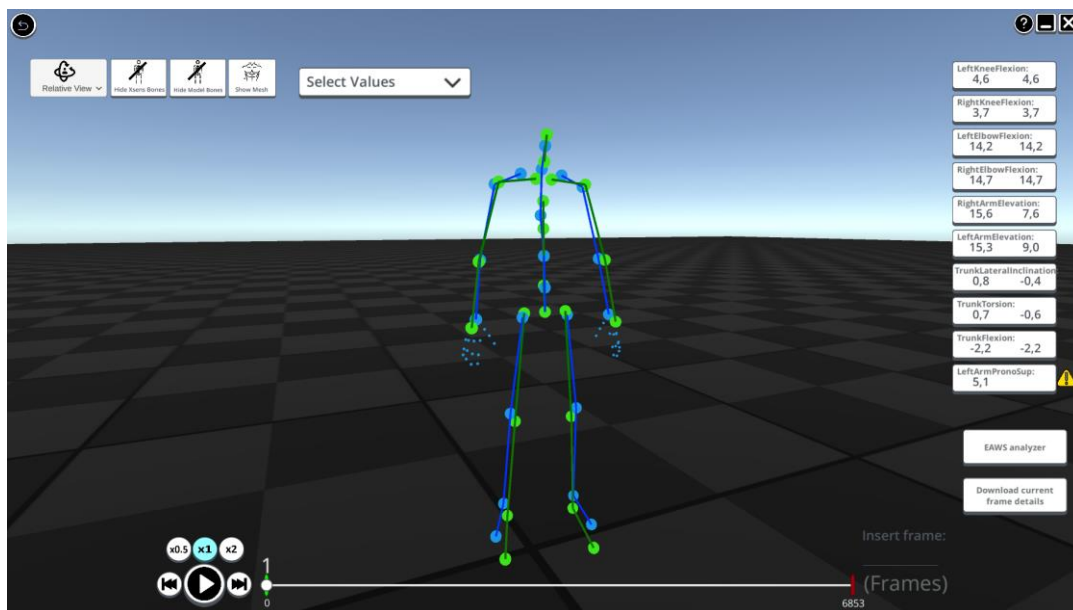 ?
Relative View
Hide Xsens Bones
Hide Model Bones
Show Mesh
Select Values
LeftKneeFlexion:
4,6 4,6
RightKneeFlexion:
3,7 3,7
LeftElbowFlexion:
14,2 14,2
RightElbowFlexion:
14,7 14,7
RightArmElevation:
15,6 7,6
LeftArmElevation:
15,3 9,0
TrunkLateralInclination
0,8 -0,4
TrunkTorsion:
0,7 -0,6
TrunkFlexion:
-2,2 -2,2
LeftArmPronoSup:
5,1
EAWS analyzer
Download current
frame details
Insert frame:
(Frames)
x0.5 x1 x2
1
0 6853